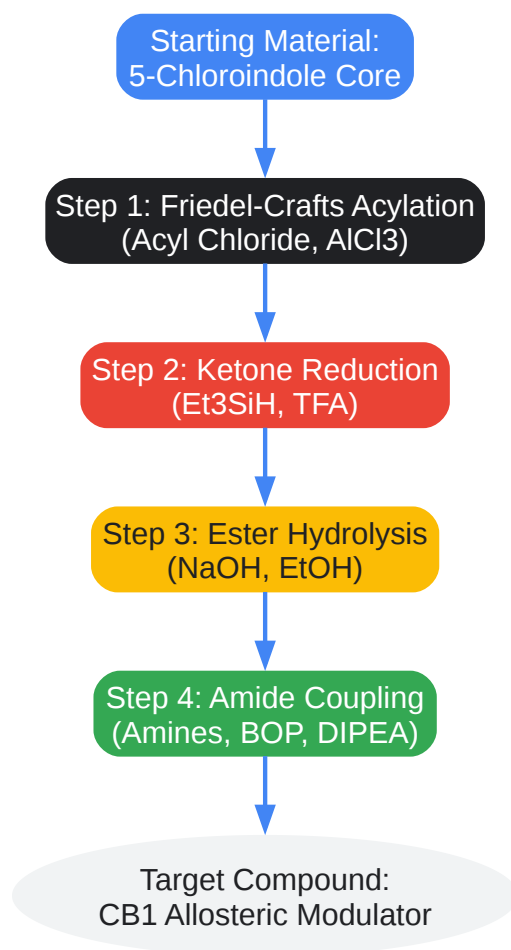 Starting Material:
5-Chloroindole Core
Step 1: Friedel-Crafts Acylation
(Acyl Chloride, AlCl3)
Step 2: Ketone Reduction
(Et3SiH, TFA)
Step 3: Ester Hydrolysis
(NaOH, EtOH)
Step 4: Amide Coupling
(Amines, BOP, DIPEA)
Target Compound:
CB1 Allosteric Modulator